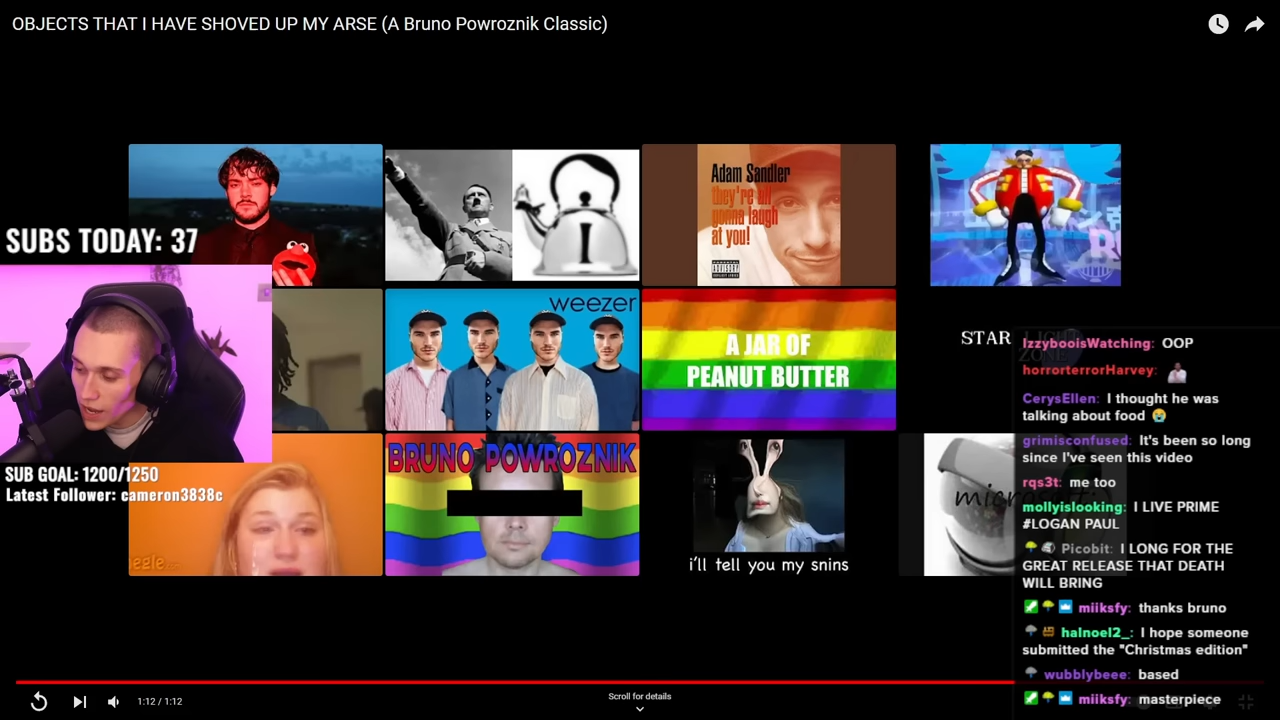 OBJECTS THAT I HAVE SHOVED UP MY ARSE (A Bruno Powroznik Classic)
Adam Sandler
they're all
gonna laugh
at you!
SUBS TODAY: 37
weezer
A JAR OF
PEANUT BUTTER
STAR LIGHT
ZONE
IzzybooisWatching: OOP
horrorterrorHarvey:
CerysEllen: I thought he was
talking about food 😭
grimisconfused: It's been so long
since I've seen this video
rqs3t: me too
mollyislooking: I LIVE PRIME
#LOGAN PAUL
Picobit: I LONG FOR THE
GREAT RELEASE THAT DEATH
WILL BRING
miiksfy: thanks bruno
halnoel2_: I hope someone
submitted the "Christmas edition"
wubblybeee: based
miiksfy: masterpiece
SUB GOAL: 1200/1250
Latest Follower: cameron3838c
BRUNO POWROZNIK
i'll tell you my snins
egle.com
1:12 / 1:12
Scroll for details